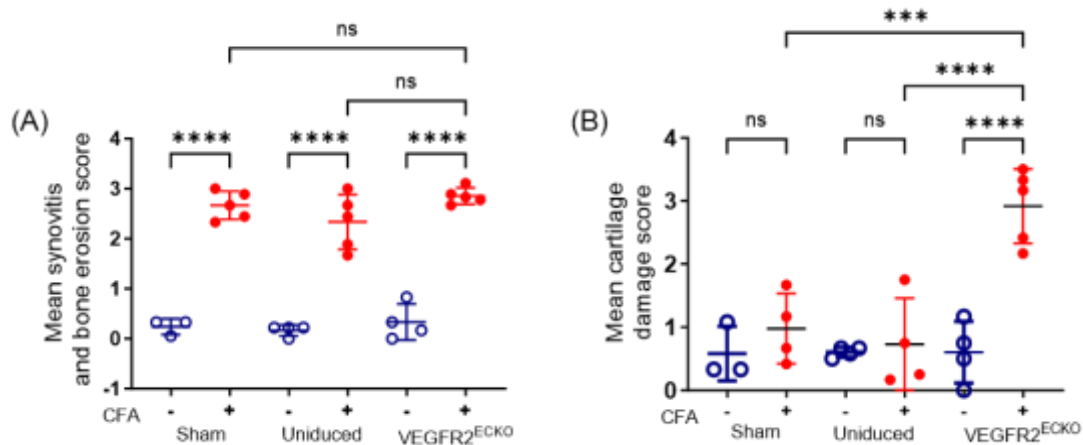 (A)
Mean synovitis
and bone erosion score
ns
ns
**** **** ****
4
3
2
1
0
-1
CFA - + - + - +
Sham Uniduced VEGFR2ECKO
(B)
Mean cartilage
damage score
***
****
ns ns ****
4
3
2
1
0
CFA - + - + - +
Sham Uniduced VEGFR2ECKO